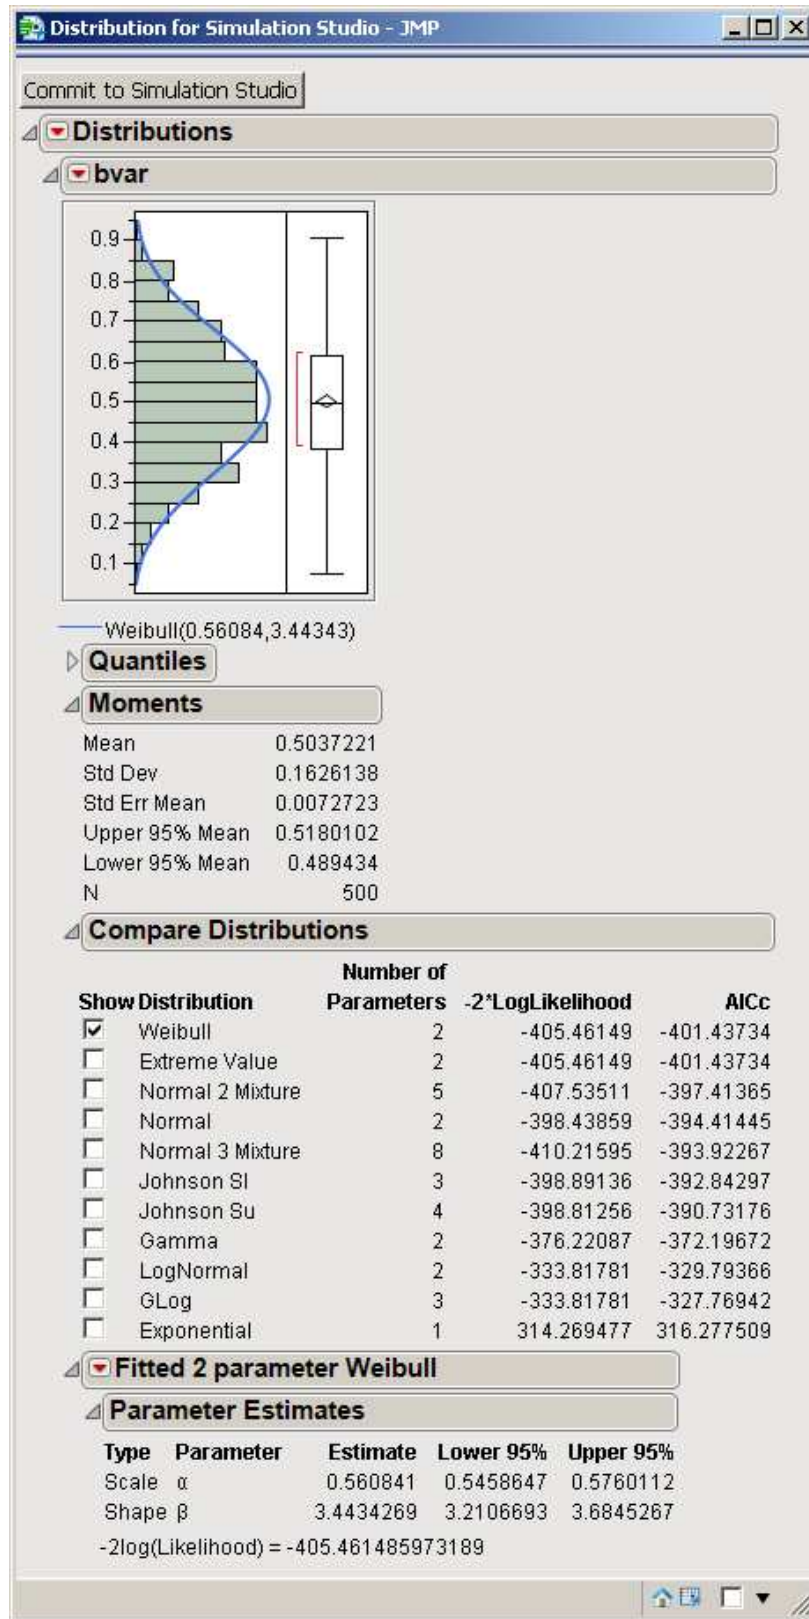 Distribution for Simulation Studio - JMP
Commit to Simulation Studio
Distributions
bvar
0.9
0.8
0.7
0.6
0.5
0.4
0.3
0.2
0.1
Weibull(0.56084,3.44343)
Quantiles
Moments
Mean 0.5037221
Std Dev 0.1626138
Std Err Mean 0.0072723
Upper 95% Mean 0.5180102
Lower 95% Mean 0.489434
N 500
Compare Distributions
Number of
Show Distribution Parameters -2*LogLikelihood AICc
Weibull 2 -405.46149 -401.43734
Extreme Value 2 -405.46149 -401.43734
Normal 2 Mixture 5 -407.53511 -397.41365
Normal 2 -398.43859 -394.41445
Normal 3 Mixture 8 -410.21595 -393.92267
Johnson Sl 3 -398.89136 -392.84297
Johnson Su 4 -398.81256 -390.73176
Gamma 2 -376.22087 -372.19672
LogNormal 2 -333.81781 -329.79366
GLog 3 -333.81781 -327.76942
Exponential 1 314.269477 316.277509
Fitted 2 parameter Weibull
Parameter Estimates
Type Parameter Estimate Lower 95% Upper 95%
Scale α 0.560841 0.5458647 0.5760112
Shape β 3.4434269 3.2106693 3.6845267
-2log(Likelihood) = -405.461485973189